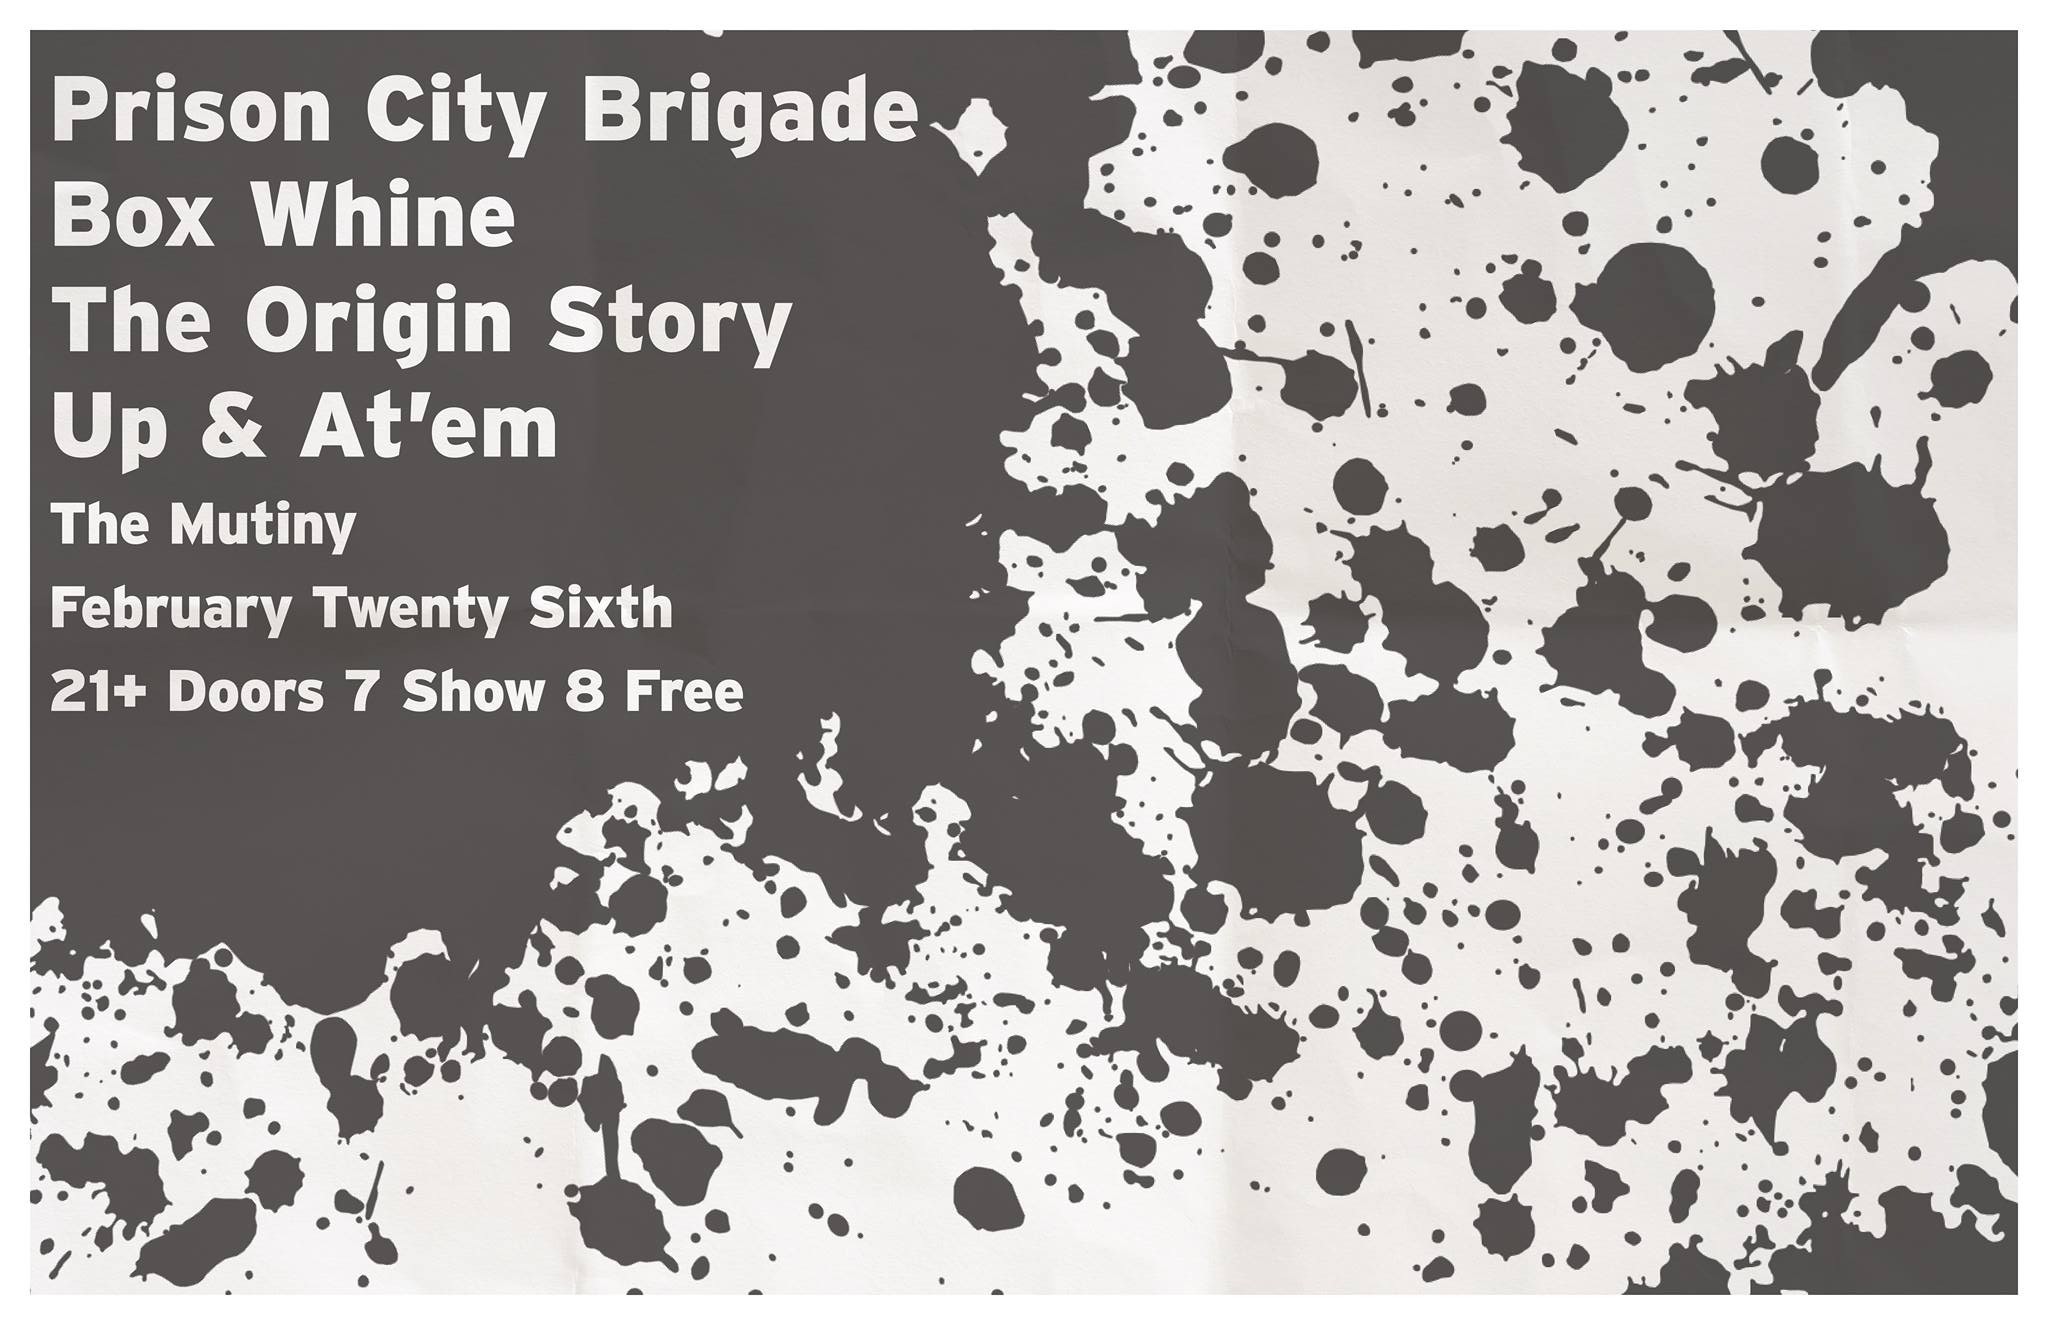 Prison City Brigade
Box Whine
The Origin Story
Up & At'em
The Mutiny
February Twenty Sixth
21+ Doors 7 Show 8 Free